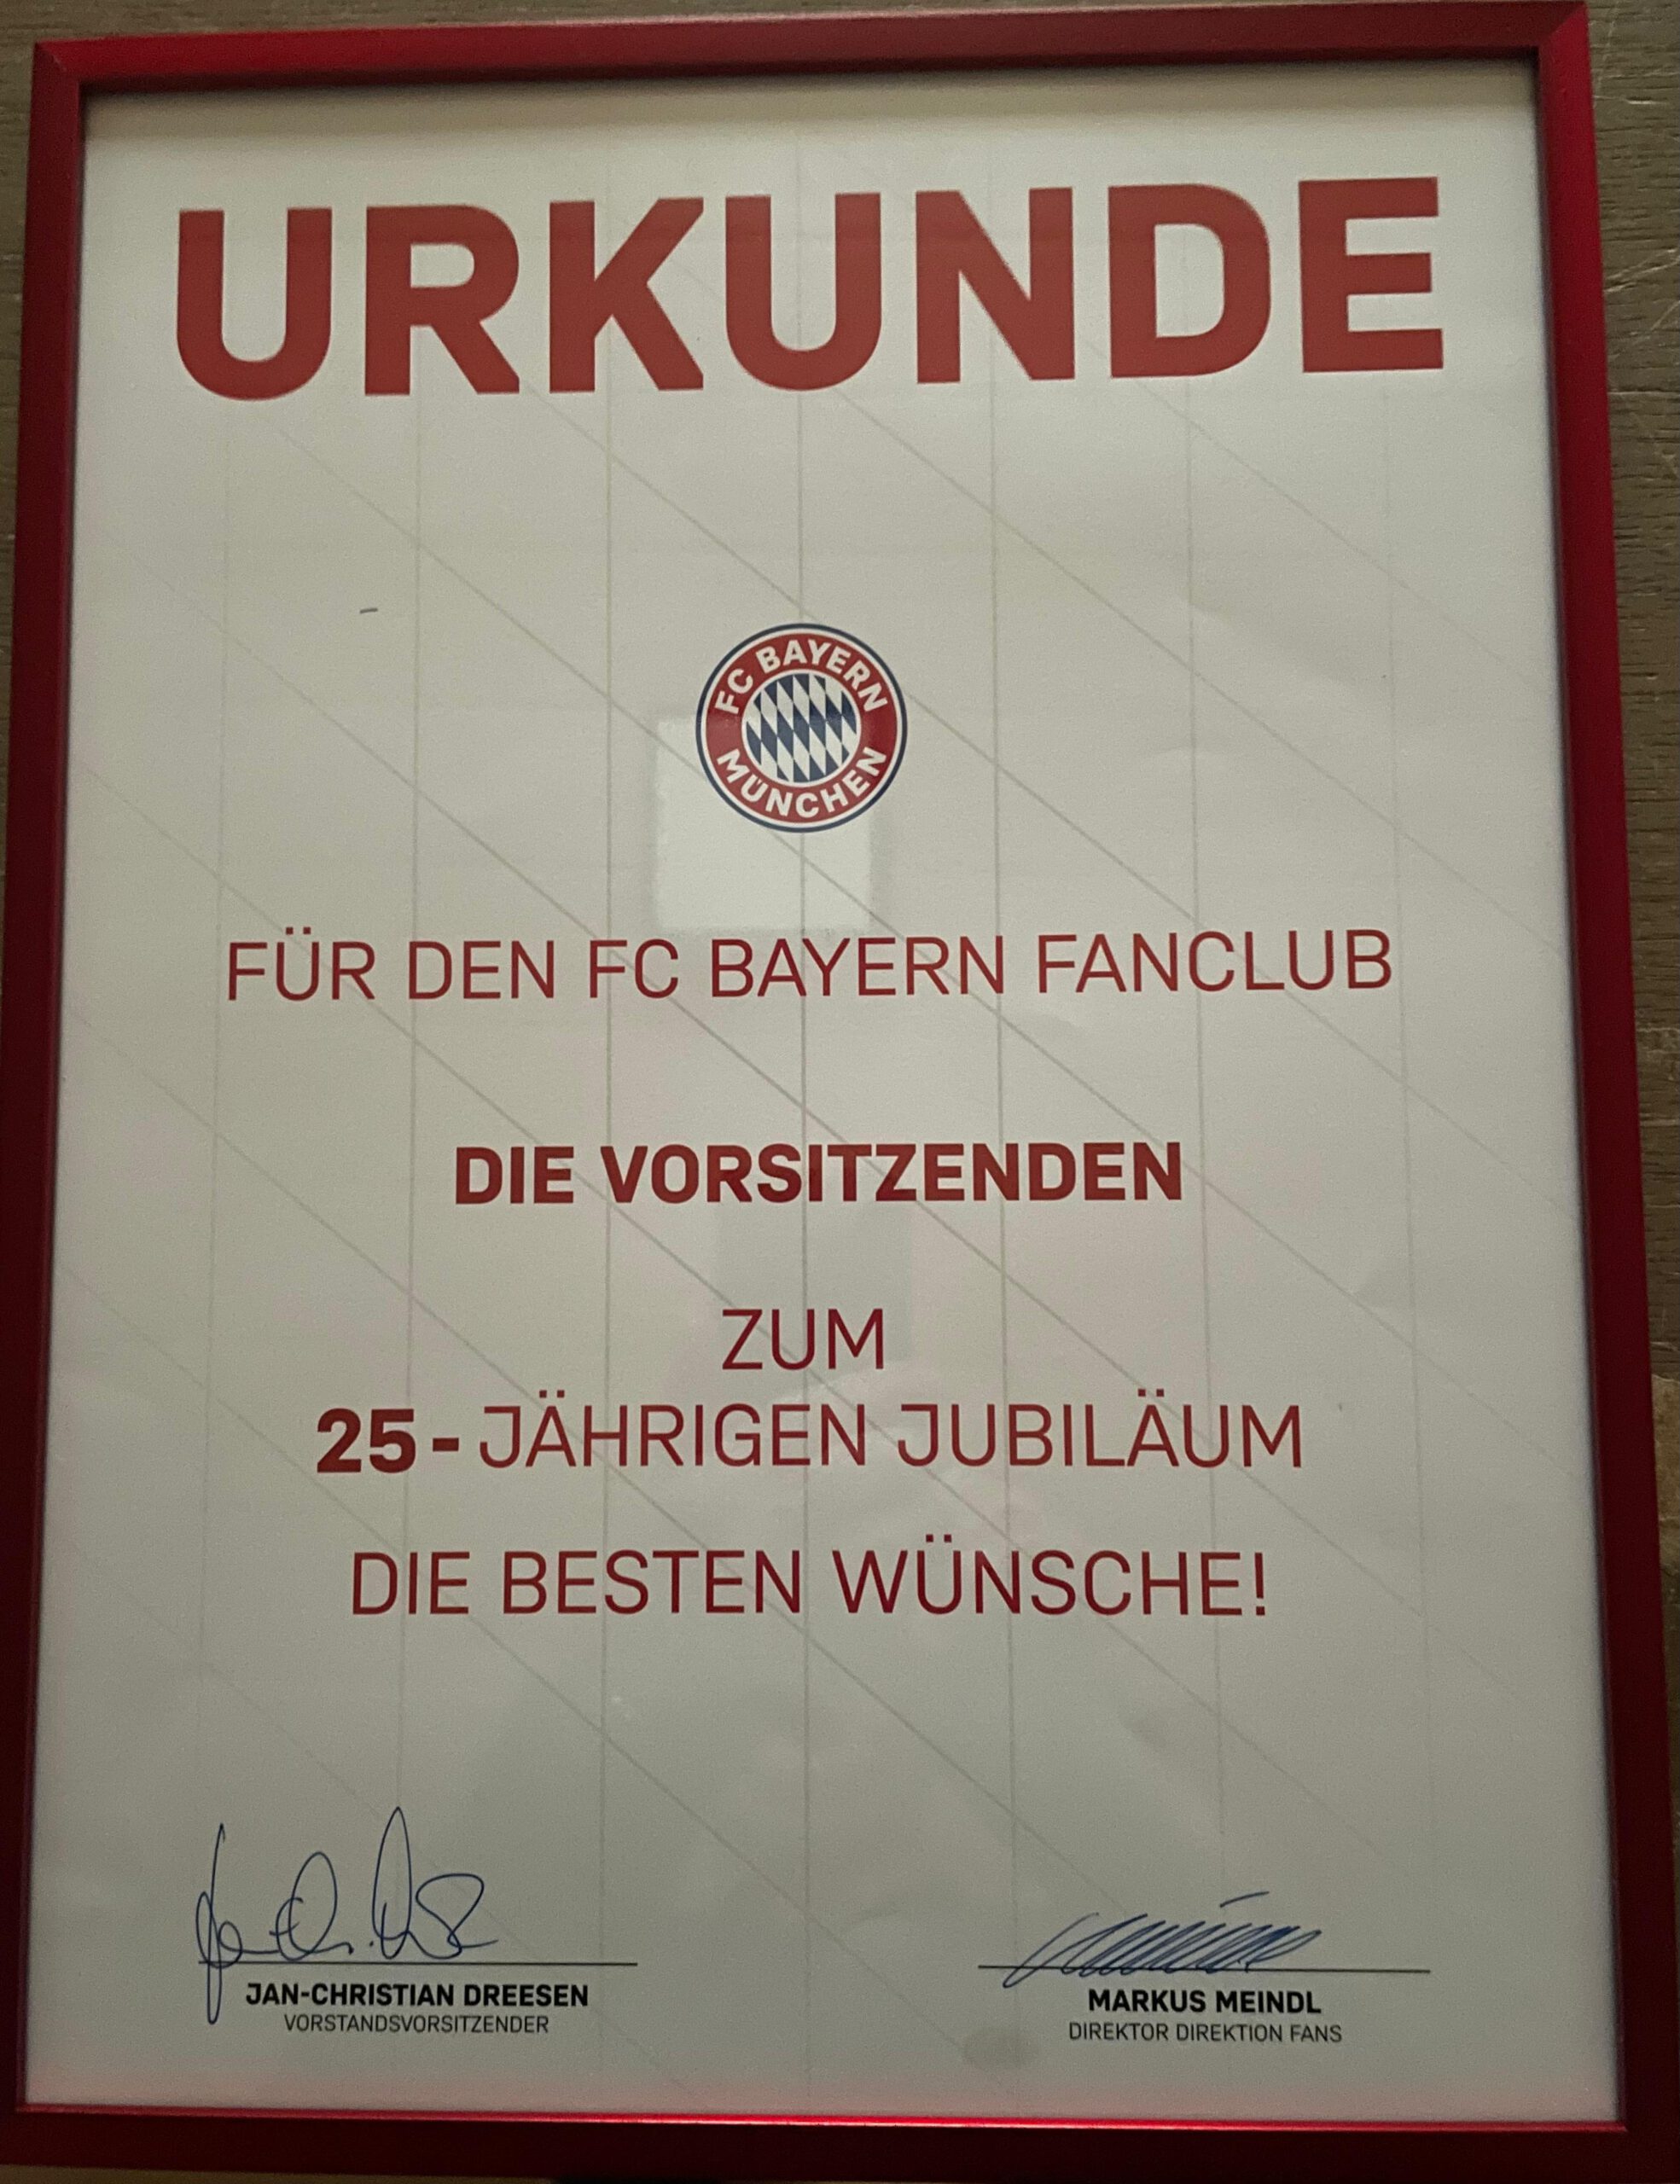 URKUNDE
FC BAYERN
MÜNCHEN
FÜR DEN FC BAYERN FANCLUB
DIE VORSITZENDEN
ZUM
25-JÄHRIGEN JUBILÄUM
DIE BESTEN WÜNSCHE!
JAN-CHRISTIAN DREESEN
VORSTANDSVORSITZENDER
MARKUS MEINDL
DIREKTOR DIREKTION FANS